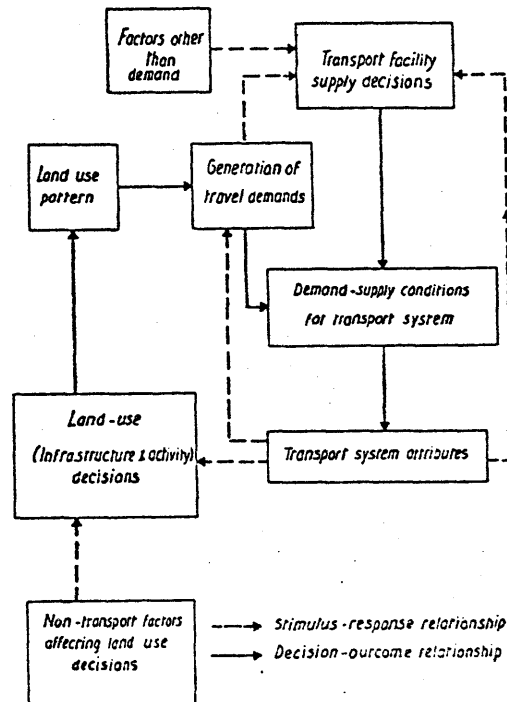 Factors other
than
demand
Transport facility
supply decisions
Land use
pattern
Generation of
travel demands
Demand-supply conditions
for transport system
Land-use
(Infrastructure & activity)
decisions
Transport system attributes
Non-transport factors
affecting land use
decisions
Stimulus-response relationship
Decision-outcome relationship